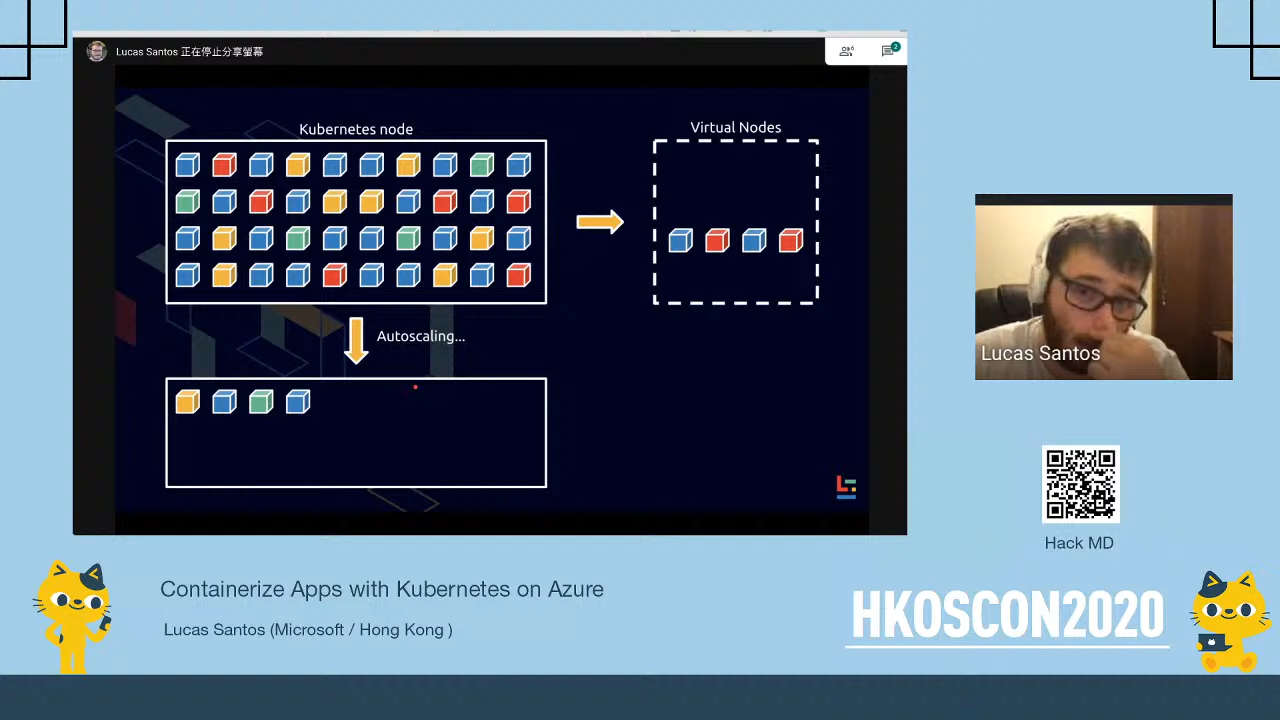 Lucas Santos 正在停止分享螢幕
2
Kubernetes node
Virtual Nodes
Autoscaling...
Lucas Santos
Hack MD
Containerize Apps with Kubernetes on Azure
Lucas Santos (Microsoft / Hong Kong )
HKOSCON2020